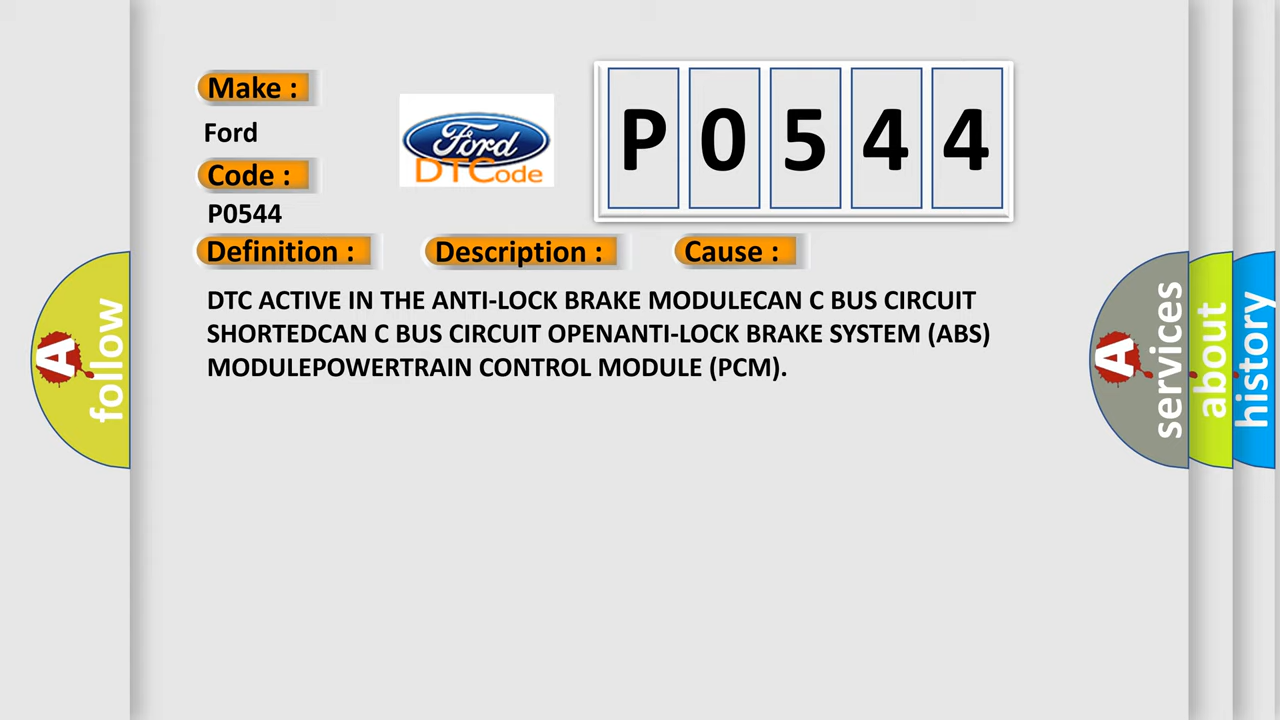 Make :
Ford
Code :
P0544
Ford
DTCode
P0544
Definition :
Description :
Cause :
DTC ACTIVE IN THE ANTI-LOCK BRAKE MODULECAN C BUS CIRCUIT
SHORTEDCAN C BUS CIRCUIT OPENANTI-LOCK BRAKE SYSTEM (ABS)
MODULEPOWERTRAIN CONTROL MODULE (PCM).
A follow
A services
about
history